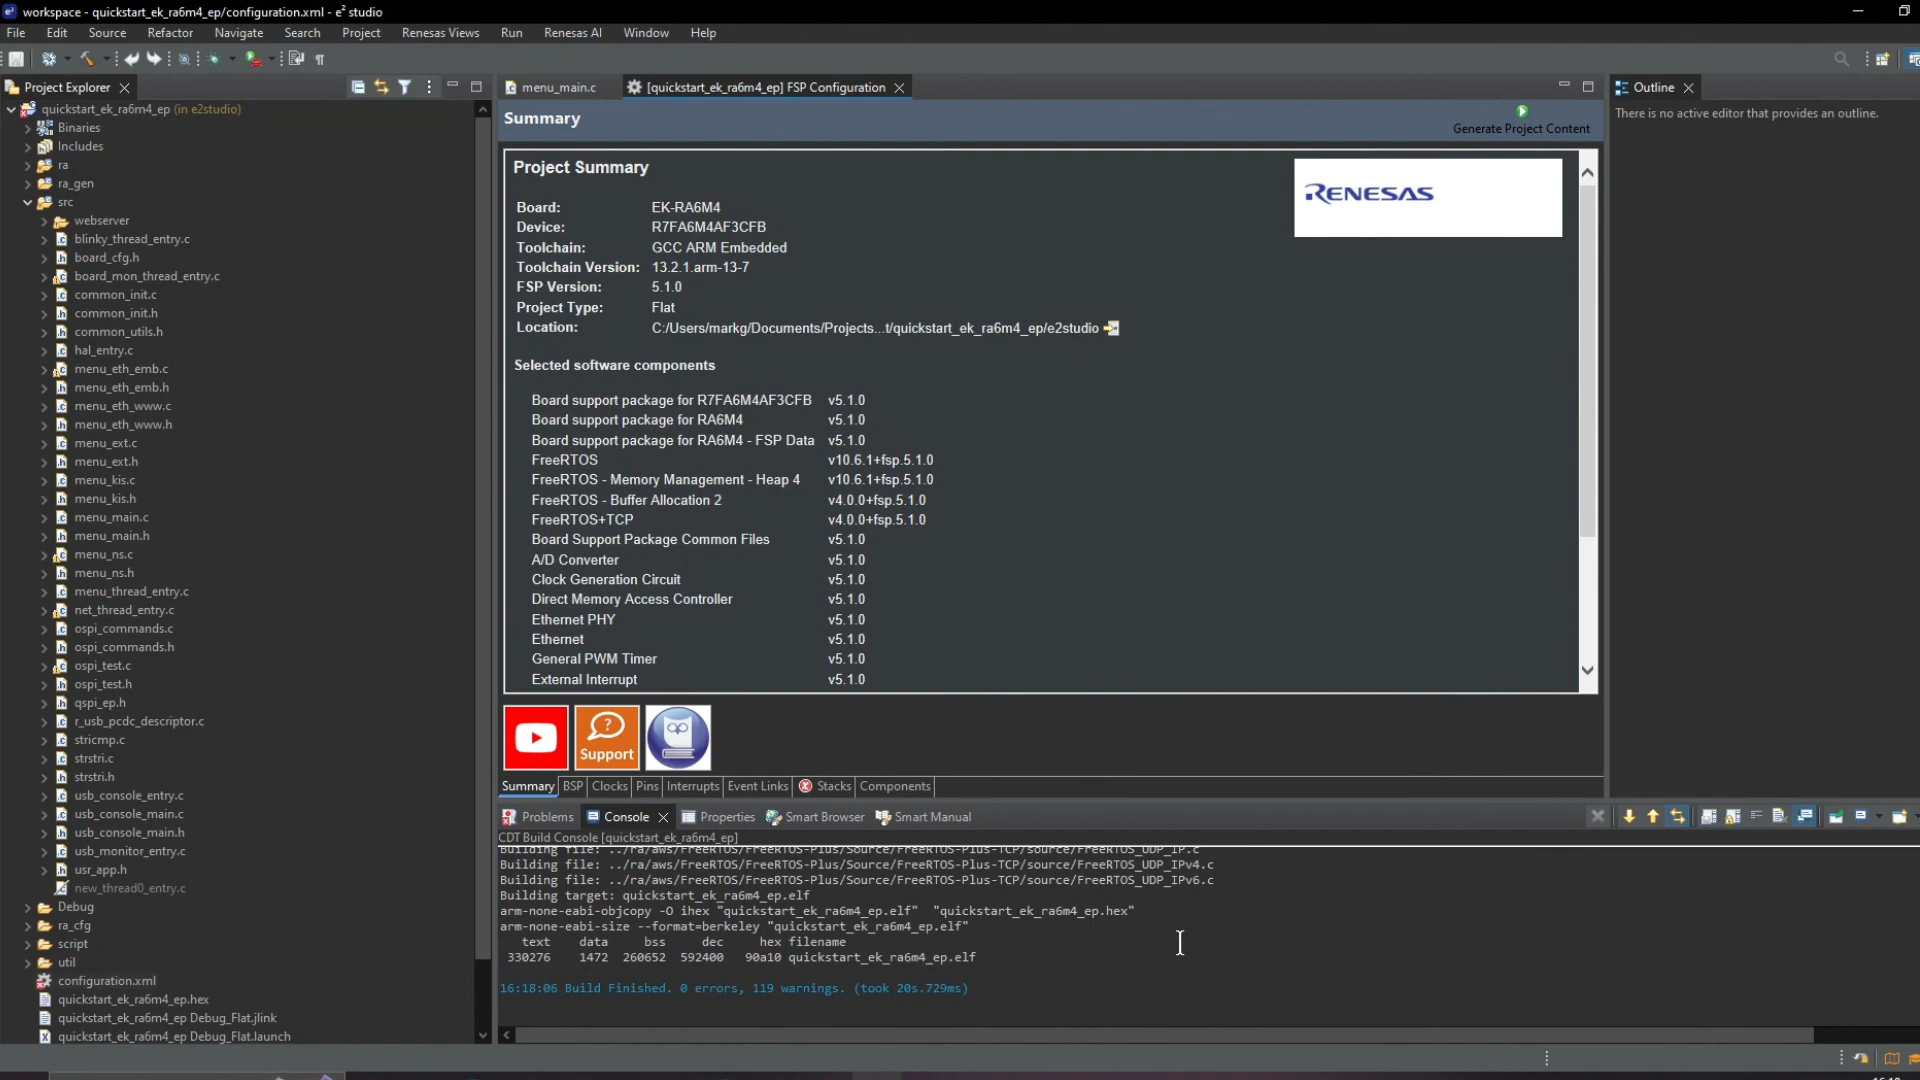 workspace - quickstart_ek_ra6m4_ep/configuration.xml - e² studio
File Edit Source Refactor Navigate Search Project Renesas Views Run Renesas AI Window Help
Project Explorer
quickstart_ek_ra6m4_ep (in e2studio)
Binaries
Includes
ra
ra_gen
src
webserver
blinky_thread_entry.c
board_cfg.h
board_mon_thread_entry.c
common_init.c
common_init.h
common_utils.h
hal_entry.c
menu_eth_emb.c
menu_eth_emb.h
menu_eth_www.c
menu_eth_www.h
menu_ext.c
menu_ext.h
menu_kis.c
menu_kis.h
menu_main.c
menu_main.h
menu_ns.c
menu_ns.h
menu_thread_entry.c
net_thread_entry.c
ospi_commands.c
ospi_commands.h
ospi_test.c
ospi_test.h
qspi_ep.h
r_usb_pcdc_descriptor.c
stricmp.c
strstri.c
strstri.h
usb_console_entry.c
usb_console_main.c
usb_console_main.h
usb_monitor_entry.c
usr_app.h
new_thread0_entry.c
Debug
ra_cfg
script
util
configuration.xml
quickstart_ek_ra6m4_ep.hex
quickstart_ek_ra6m4_ep Debug_Flat.jlink
quickstart_ek_ra6m4_ep Debug_Flat.launch
menu_main.c
[quickstart_ek_ra6m4_ep] FSP Configuration
Summary
Generate Project Content
Project Summary
RENESAS
Board: EK-RA6M4
Device: R7FA6M4AF3CFB
Toolchain: GCC ARM Embedded
Toolchain Version: 13.2.1.arm-13-7
FSP Version: 5.1.0
Project Type: Flat
Location: C:/Users/markg/Documents/Projects...t/quickstart_ek_ra6m4_ep/e2studio
Selected software components
Board support package for R7FA6M4AF3CFB v5.1.0
Board support package for RA6M4 v5.1.0
Board support package for RA6M4 - FSP Data v5.1.0
FreeRTOS v10.6.1+fsp.5.1.0
FreeRTOS - Memory Management - Heap 4 v10.6.1+fsp.5.1.0
FreeRTOS - Buffer Allocation 2 v4.0.0+fsp.5.1.0
FreeRTOS+TCP v4.0.0+fsp.5.1.0
Board Support Package Common Files v5.1.0
A/D Converter v5.1.0
Clock Generation Circuit v5.1.0
Direct Memory Access Controller v5.1.0
Ethernet PHY v5.1.0
Ethernet v5.1.0
General PWM Timer v5.1.0
External Interrupt v5.1.0
Support
Summary BSP Clocks Pins Interrupts Event Links Stacks Components
Problems Console Properties Smart Browser Smart Manual
CDT Build Console [quickstart_ek_ra6m4_ep]
Building file: ../ra/aws/FreeRTOS/FreeRTOS-Plus/Source/FreeRTOS-Plus-TCP/source/FreeRTOS_UDP_IP.c
Building file: ../ra/aws/FreeRTOS/FreeRTOS-Plus/Source/FreeRTOS-Plus-TCP/source/FreeRTOS_UDP_IPv4.c
Building file: ../ra/aws/FreeRTOS/FreeRTOS-Plus/Source/FreeRTOS-Plus-TCP/source/FreeRTOS_UDP_IPv6.c
Building target: quickstart_ek_ra6m4_ep.elf
arm-none-eabi-objcopy -O ihex "quickstart_ek_ra6m4_ep.elf" "quickstart_ek_ra6m4_ep.hex"
arm-none-eabi-size --format=berkeley "quickstart_ek_ra6m4_ep.elf"
text data bss dec hex filename
330276 1472 260652 592400 90a10 quickstart_ek_ra6m4_ep.elf
16:18:06 Build Finished. 0 errors, 119 warnings. (took 20s.729ms)
Outline
There is no active editor that provides an outline.